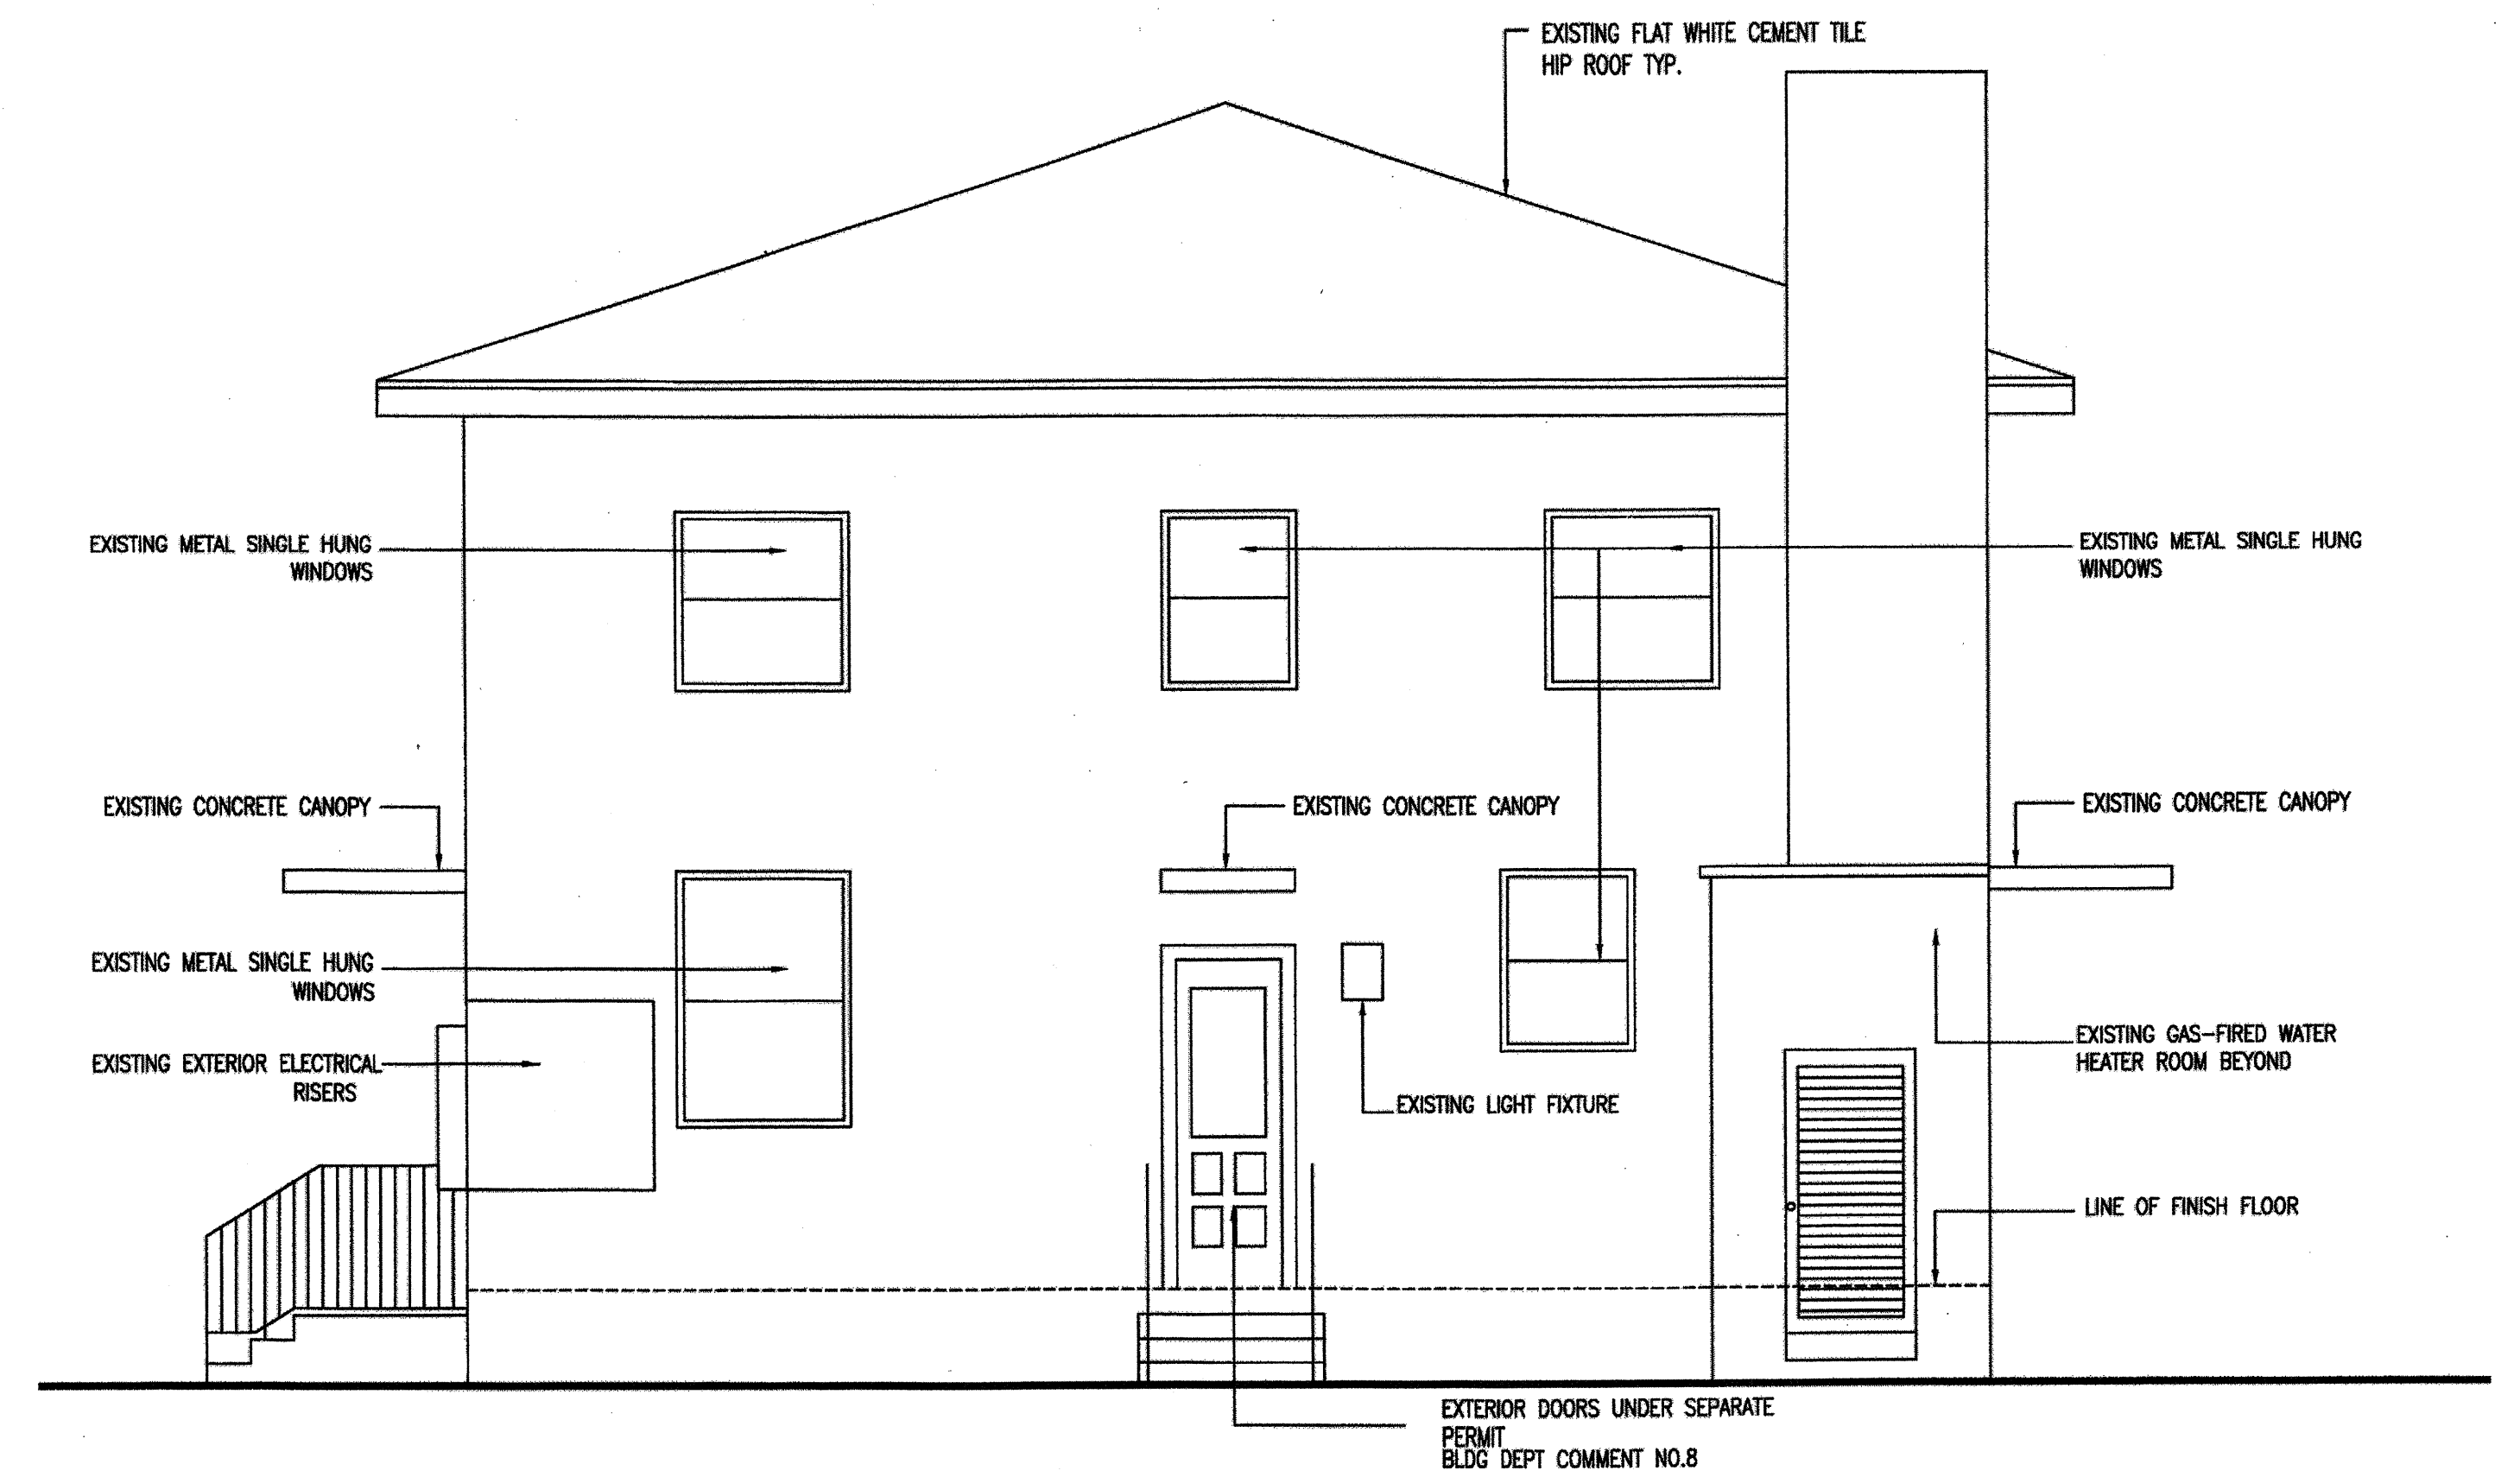 EXISTING FLAT WHITE CEMENT TILE
HIP ROOF TYP.
EXISTING METAL SINGLE HUNG
WINDOWS
EXISTING METAL SINGLE HUNG
WINDOWS
EXISTING CONCRETE CANOPY
EXISTING CONCRETE CANOPY
EXISTING CONCRETE CANOPY
EXISTING METAL SINGLE HUNG
WINDOWS
EXISTING EXTERIOR ELECTRICAL
RISERS
EXISTING LIGHT FIXTURE
EXISTING GAS-FIRED WATER
HEATER ROOM BEYOND
LINE OF FINISH FLOOR
EXTERIOR DOORS UNDER SEPARATE
PERMIT
BLDG DEPT COMMENT NO.8